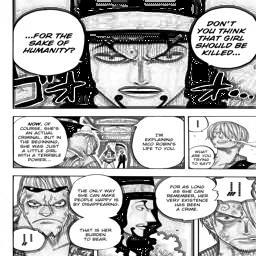 DON'T
YOU THINK
THAT GIRL
SHOULD BE
KILLED...
...FOR THE
SAKE OF
HUMANITY?
ゴオ
WHAT
ARE YOU
TRYING
TO SAY?
I'M
EXPLAINING
NICO ROBIN'S
LIFE TO YOU.
NOW, OF
COURSE, SHE'S
AN ACTUAL
CRIMINAL. BUT IN
THE BEGINNING,
SHE WAS JUST
A LITTLE GIRL
WITH A TERRIBLE
POWER...
FOR AS LONG AS
SHE CAN
REMEMBER, HER
VERY EXISTENCE
HAS BEEN
A CRIME.
THE ONLY WAY
SHE CAN MAKE
PEOPLE HAPPY IS
BY DISAPPEARING.
THAT IS HER
BURDEN
TO BEAR.